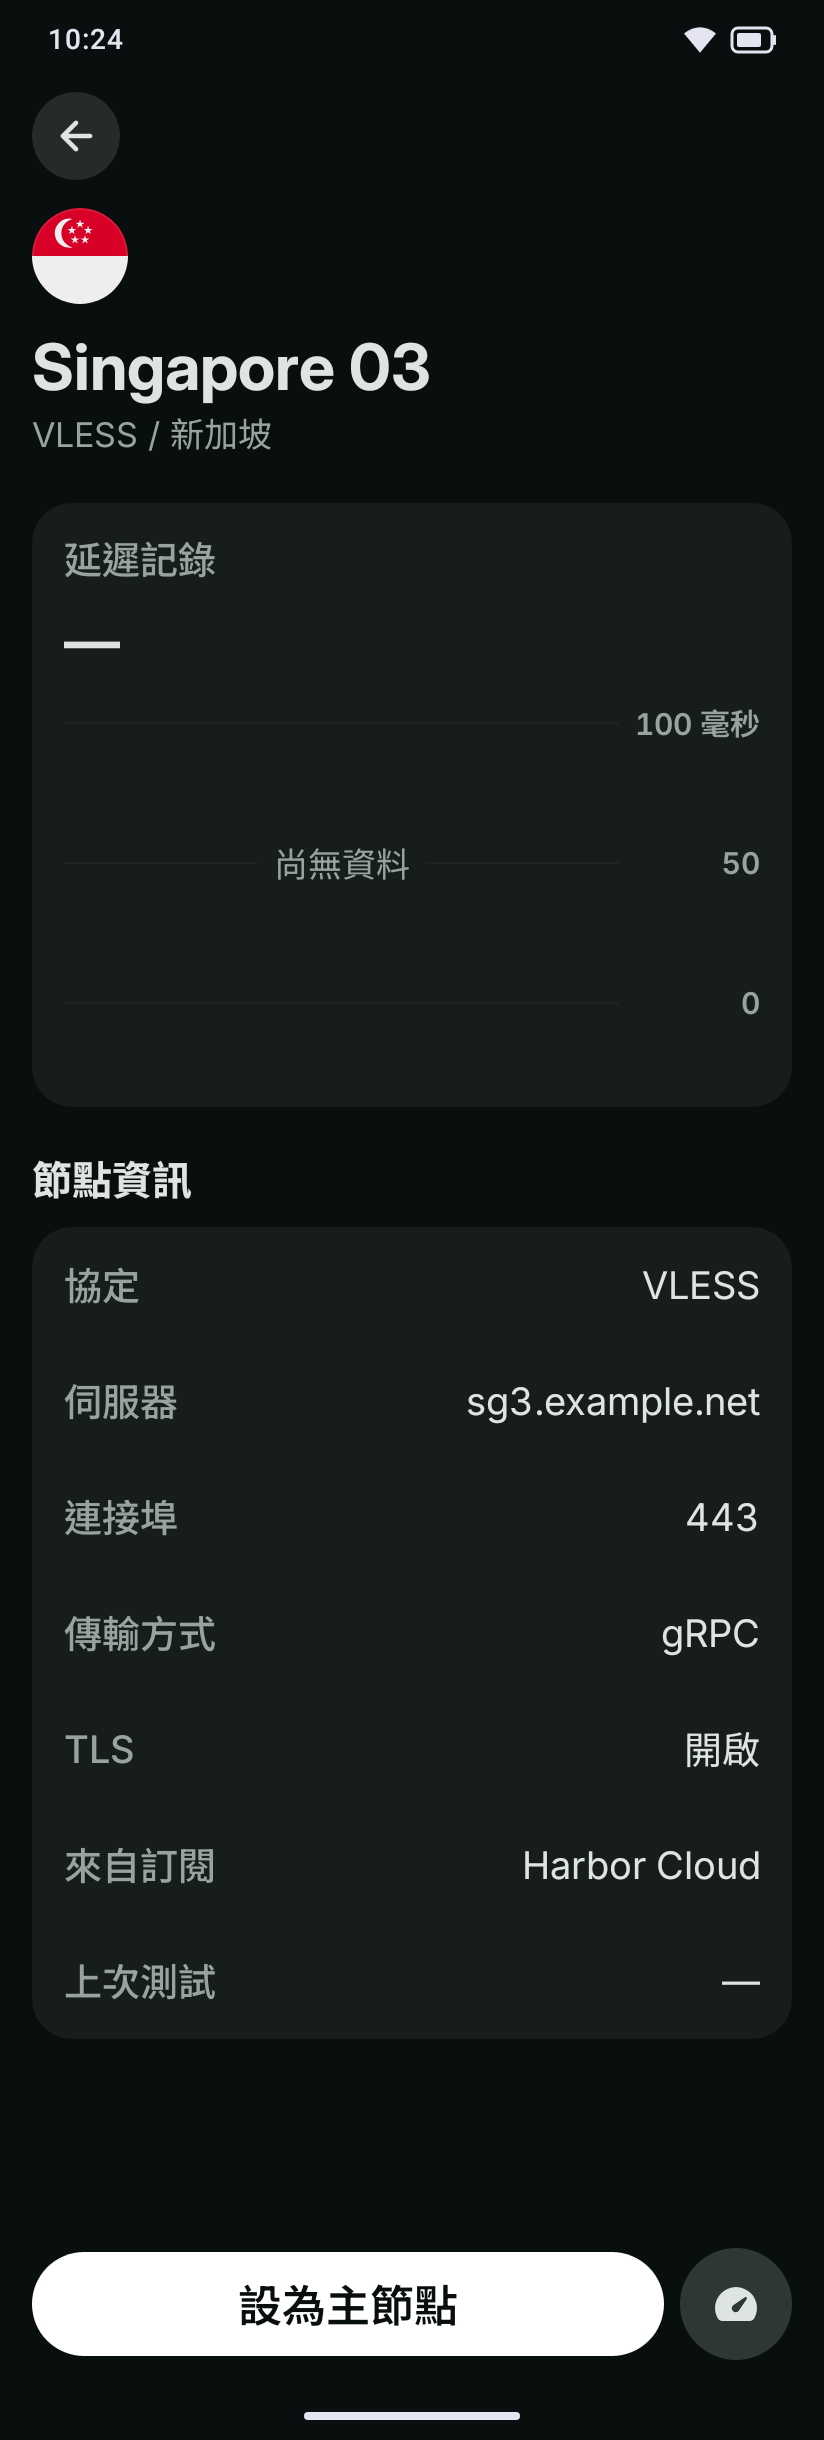 10:24
Singapore 03
VLESS / 新加坡
延遲記錄
—
100 毫秒
尚無資料
50
0
節點資訊
協定 VLESS
伺服器 sg3.example.net
連接埠 443
傳輸方式 gRPC
TLS 開啟
來自訂閱 Harbor Cloud
上次測試 —
設為主節點